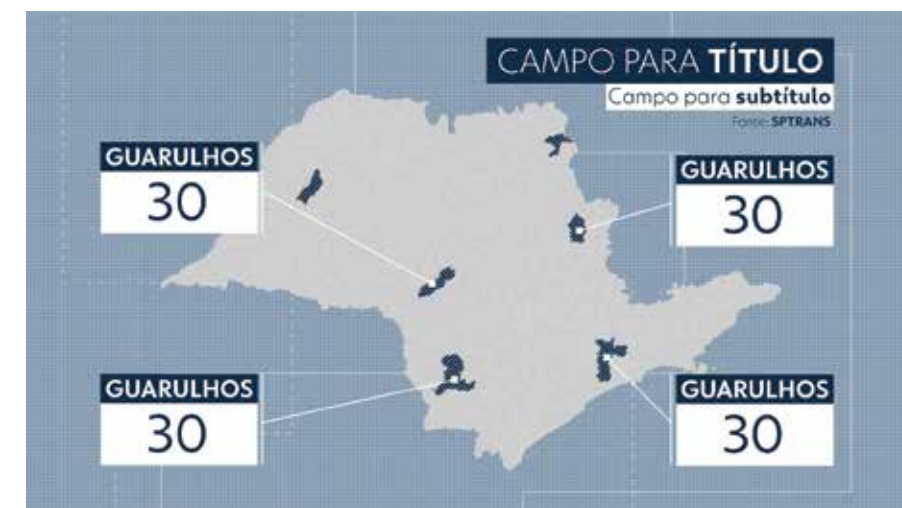 CAMPO PARA TÍTULO
Campo para subtítulo
Fonte: SPTRANS
GUARULHOS
30
GUARULHOS
30
GUARULHOS
30
GUARULHOS
30